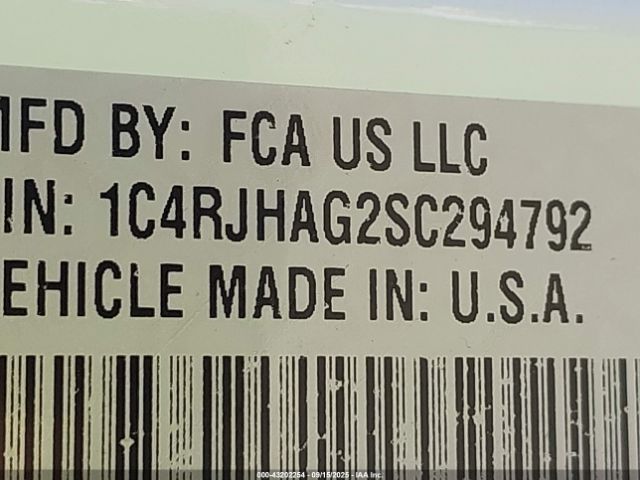 MFD BY: FCA US LLC
IN: 1C4RJHAG2SC294792
EHICLE MADE IN: U.S.A.
000-43202254 - 09/15/2025 - IAA Inc.